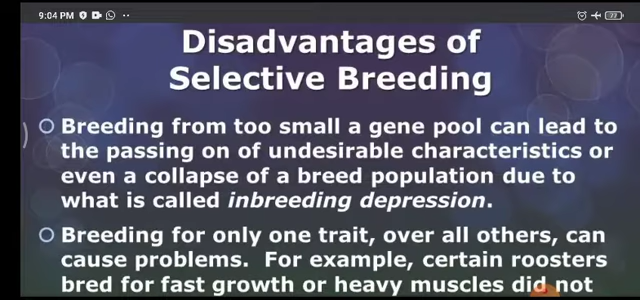 9:04 PM
77
Disadvantages of
Selective Breeding
Breeding from too small a gene pool can lead to
the passing on of undesirable characteristics or
even a collapse of a breed population due to
what is called inbreeding depression.
Breeding for only one trait, over all others, can
cause problems. For example, certain roosters
bred for fast growth or heavy muscles did not